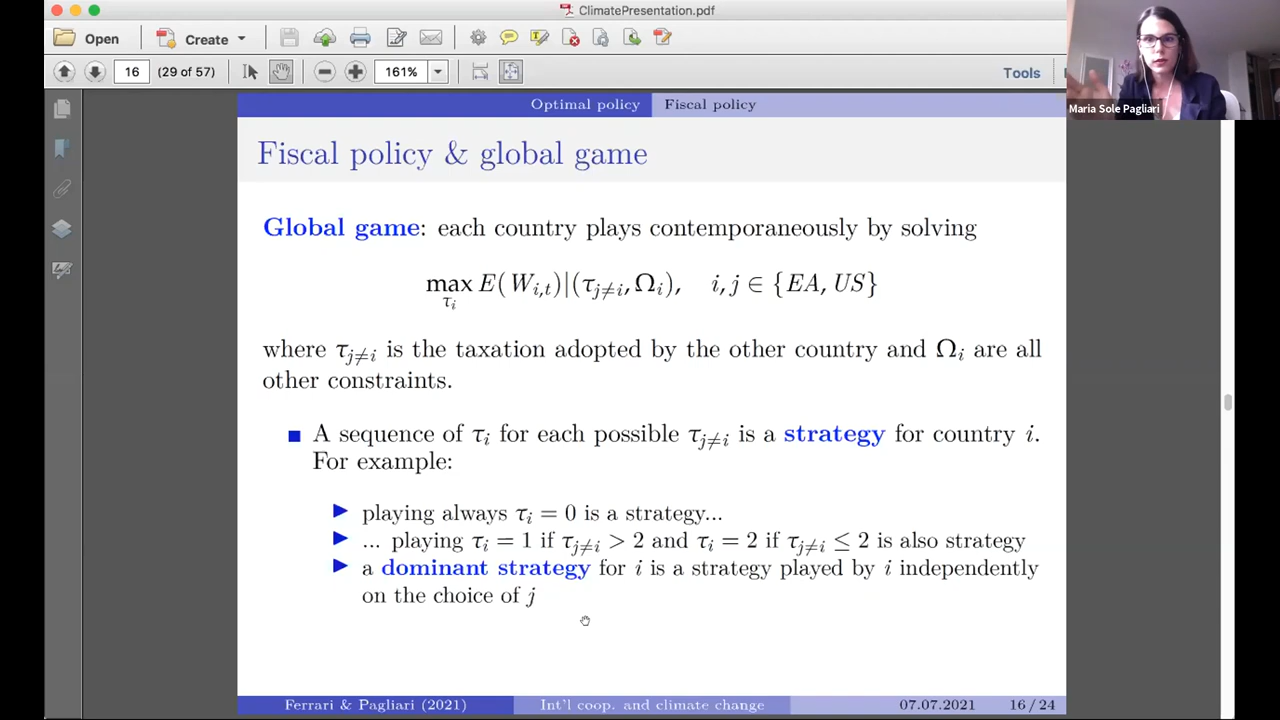 ClimatePresentation.pdf
Open
Create
16
(29 of 57)
161%
Tools
Maria Sole Pagliari
Optimal policy
Fiscal policy
Fiscal policy & global game
Global game: each country plays contemporaneously by solving
max E(W_{i,t})|(τ_{j≠i}, Ω_i), i, j ∈ {EA, US}
τ_i
where τ_{j≠i} is the taxation adopted by the other country and Ω_i are all
other constraints.
■ A sequence of τ_i for each possible τ_{j≠i} is a strategy for country i.
For example:
▶ playing always τ_i = 0 is a strategy...
▶ ... playing τ_i = 1 if τ_{j≠i} > 2 and τ_i = 2 if τ_{j≠i} ≤ 2 is also strategy
▶ a dominant strategy for i is a strategy played by i independently
on the choice of j
Ferrari & Pagliari (2021)
Int'l coop. and climate change
07.07.2021
16/24